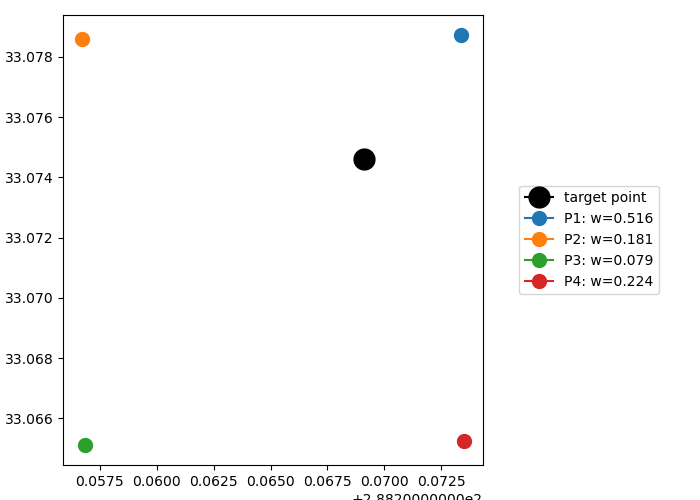 33.078
33.076
33.074
33.072
33.070
33.068
33.066
0.0575 0.0600 0.0625 0.0650 0.0675 0.0700 0.0725
+2.8820000000e2
target point
P1: w=0.516
P2: w=0.181
P3: w=0.079
P4: w=0.224